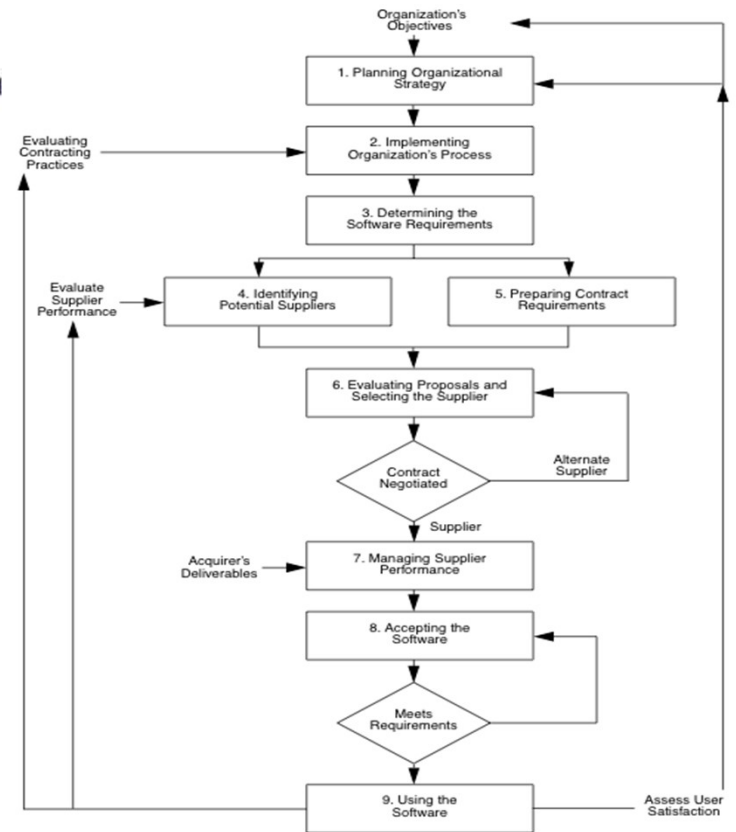 Organization's
Objectives
1. Planning Organizational
Strategy
Evaluating
Contracting
Practices
2. Implementing
Organization's Process
3. Determining the
Software Requirements
Evaluate
Supplier
Performance
4. Identifying
Potential Suppliers
5. Preparing Contract
Requirements
6. Evaluating Proposals and
Selecting the Supplier
Contract
Negotiated
Alternate
Supplier
Supplier
Acquirer's
Deliverables
7. Managing Supplier
Performance
8. Accepting the
Software
Meets
Requirements
9. Using the
Software
Assess User
Satisfaction